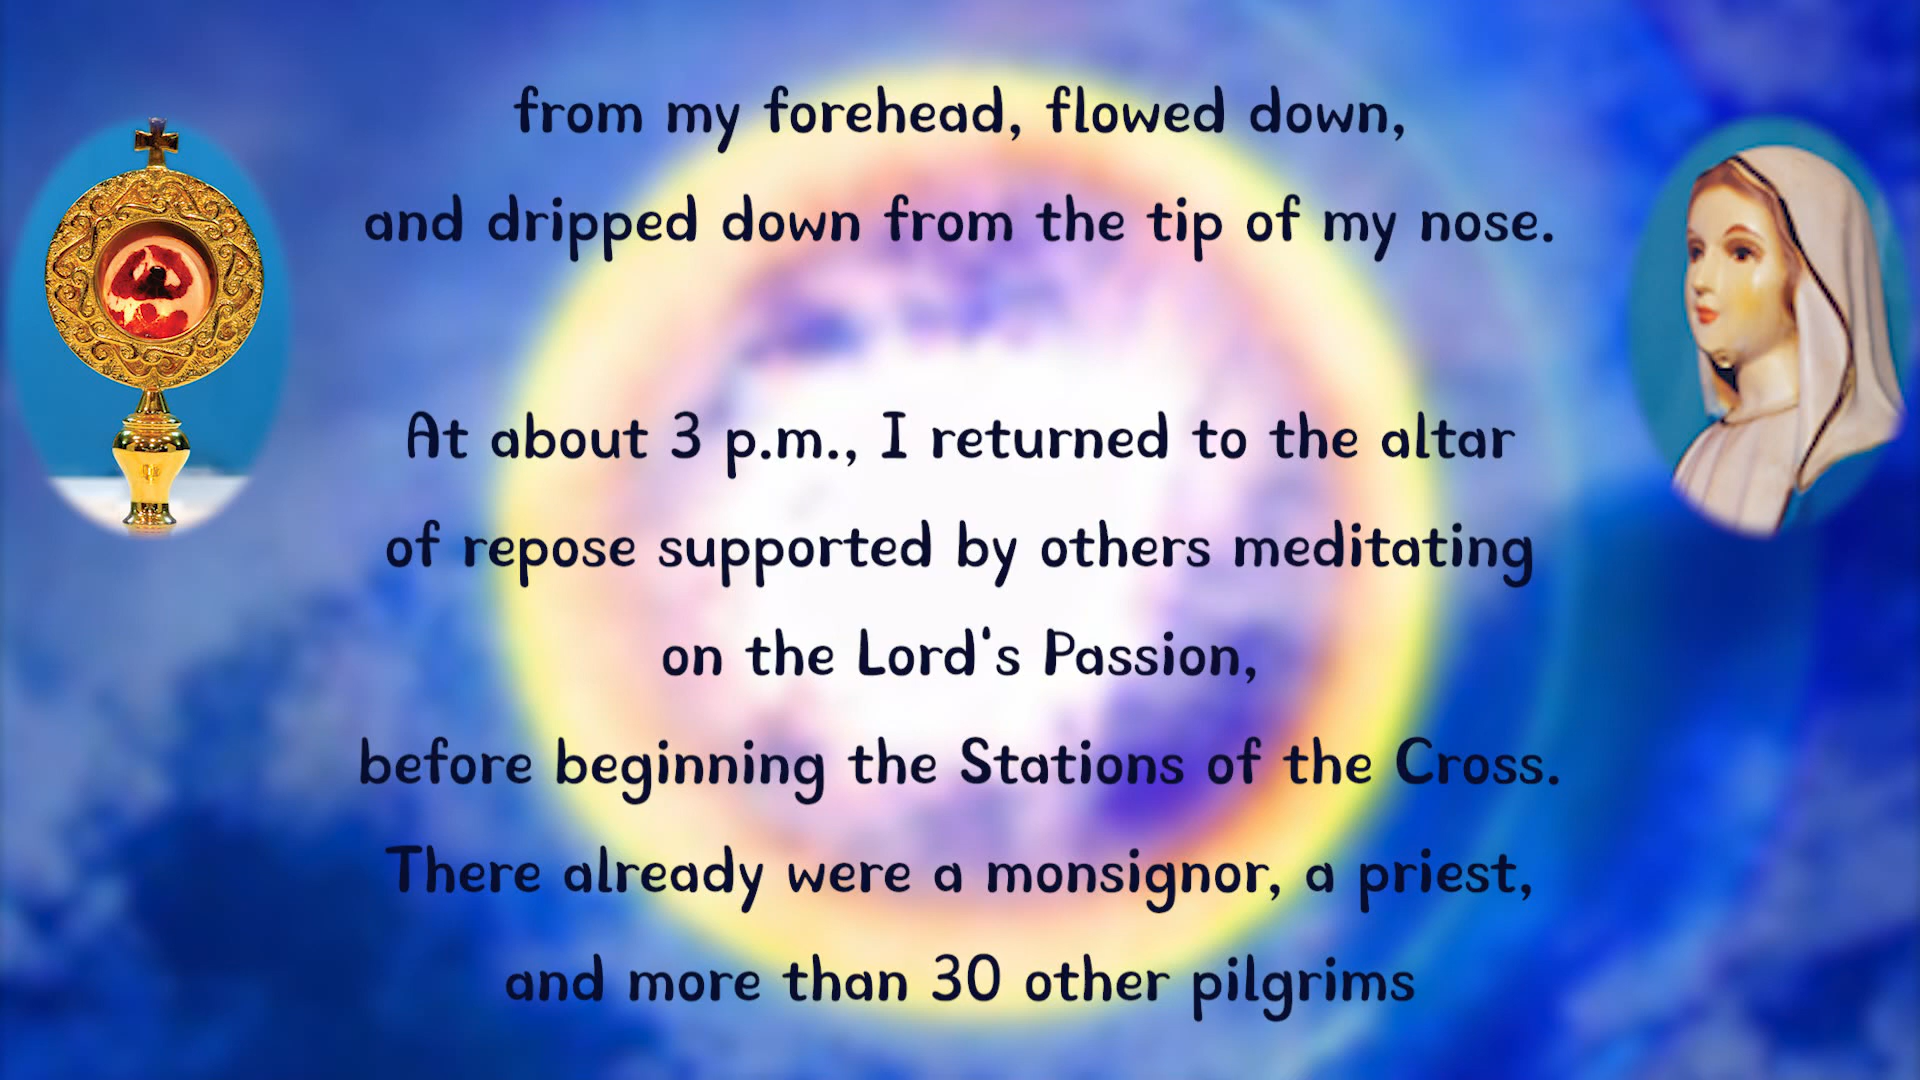 from my forehead, flowed down,
and dripped down from the tip of my nose.
At about 3 p.m., I returned to the altar
of repose supported by others meditating
on the Lord's Passion,
before beginning the Stations of the Cross.
There already were a monsignor, a priest,
and more than 30 other pilgrims